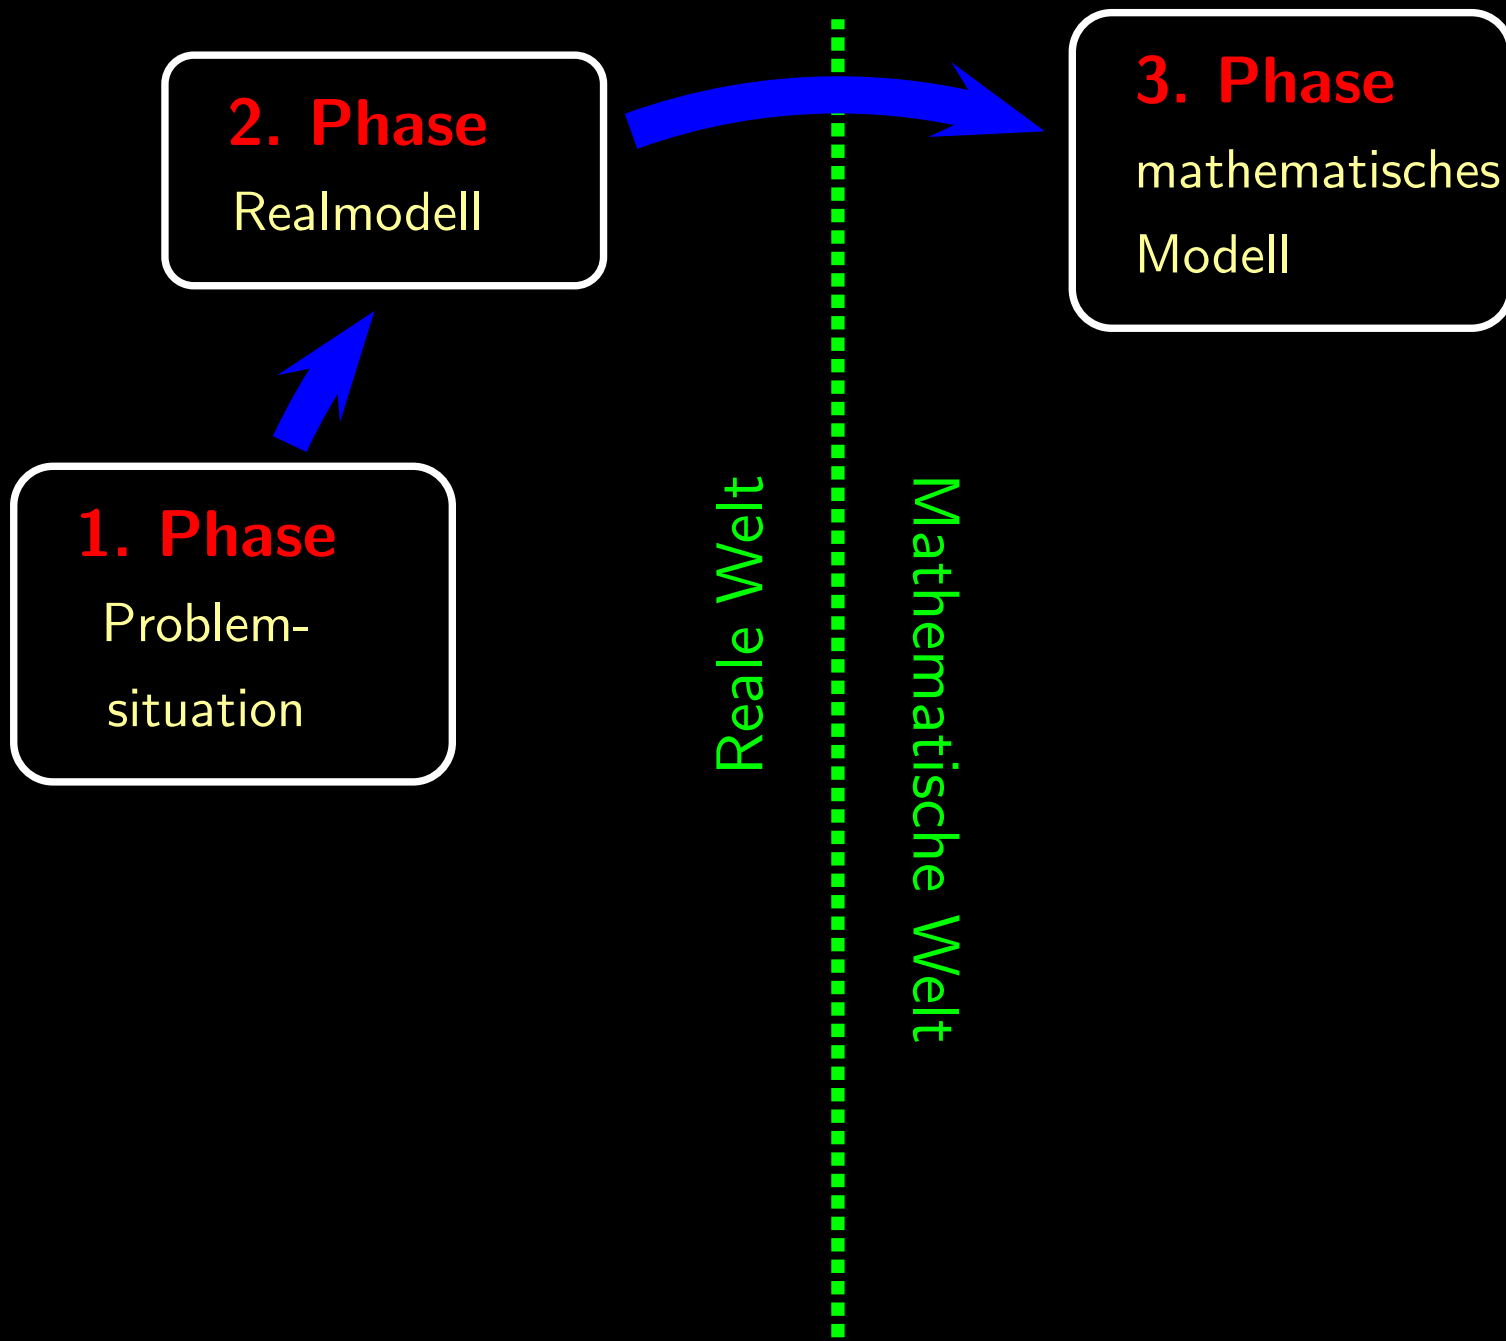 2. Phase
Realmodell
3. Phase
mathematisches
Modell
1. Phase
Problem-
situation
Reale Welt
Mathematische Welt